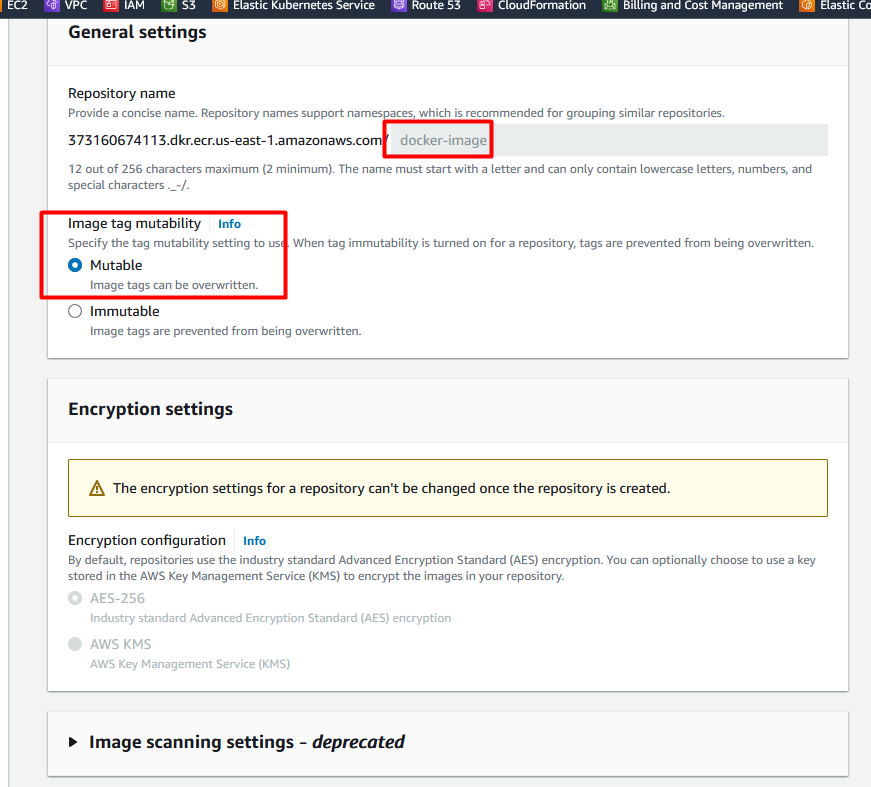 EC2 VPC IAM S3 Elastic Kubernetes Service Route 53 CloudFormation Billing and Cost Management Elastic Co
General settings
Repository name
Provide a concise name. Repository names support namespaces, which is recommended for grouping similar repositories.
373160674113.dkr.ecr.us-east-1.amazonaws.com/ docker-image
12 out of 256 characters maximum (2 minimum). The name must start with a letter and can only contain lowercase letters, numbers, and
special characters ._-/.
Image tag mutability Info
Specify the tag mutability setting to use. When tag immutability is turned on for a repository, tags are prevented from being overwritten.
Mutable
Image tags can be overwritten.
Immutable
Image tags are prevented from being overwritten.
Encryption settings
The encryption settings for a repository can't be changed once the repository is created.
Encryption configuration Info
By default, repositories use the industry standard Advanced Encryption Standard (AES) encryption. You can optionally choose to use a key
stored in the AWS Key Management Service (KMS) to encrypt the images in your repository.
AES-256
Industry standard Advanced Encryption Standard (AES) encryption
AWS KMS
AWS Key Management Service (KMS)
Image scanning settings - deprecated